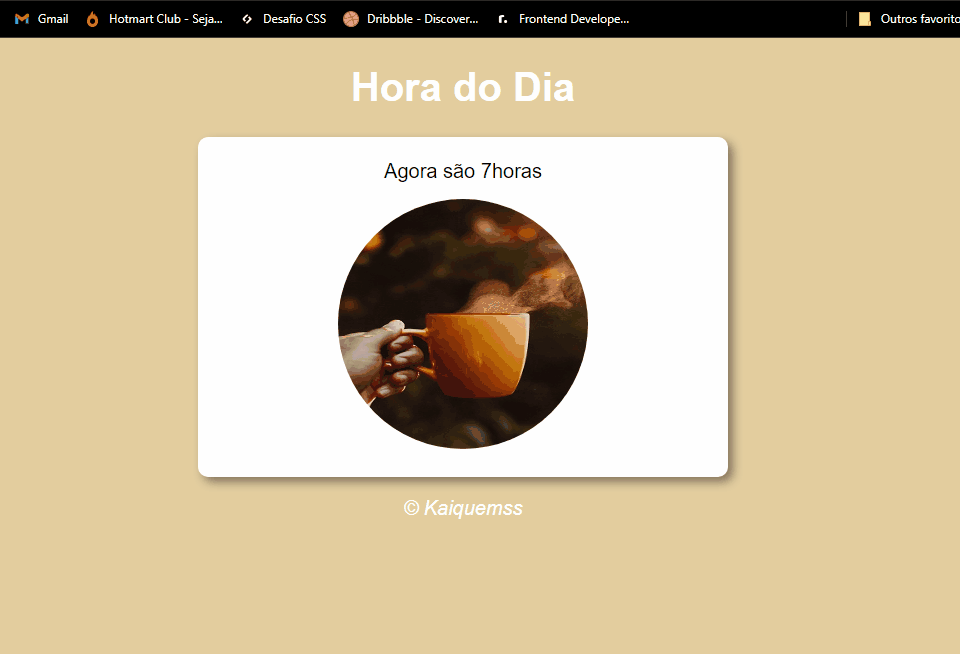 Gmail Hotmart Club - Seja... Desafio CSS Dribbble - Discover... Frontend Develope... Outros favorito
Hora do Dia
Agora são 7horas
© Kaiquemss